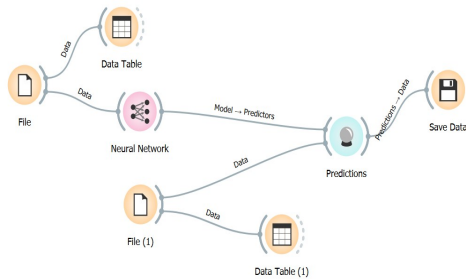 Data
Data Table
Data
File
Neural Network
Model → Predictors
Predictions → Data
Save Data
Predictions
Data
File (1)
Data
Data Table (1)